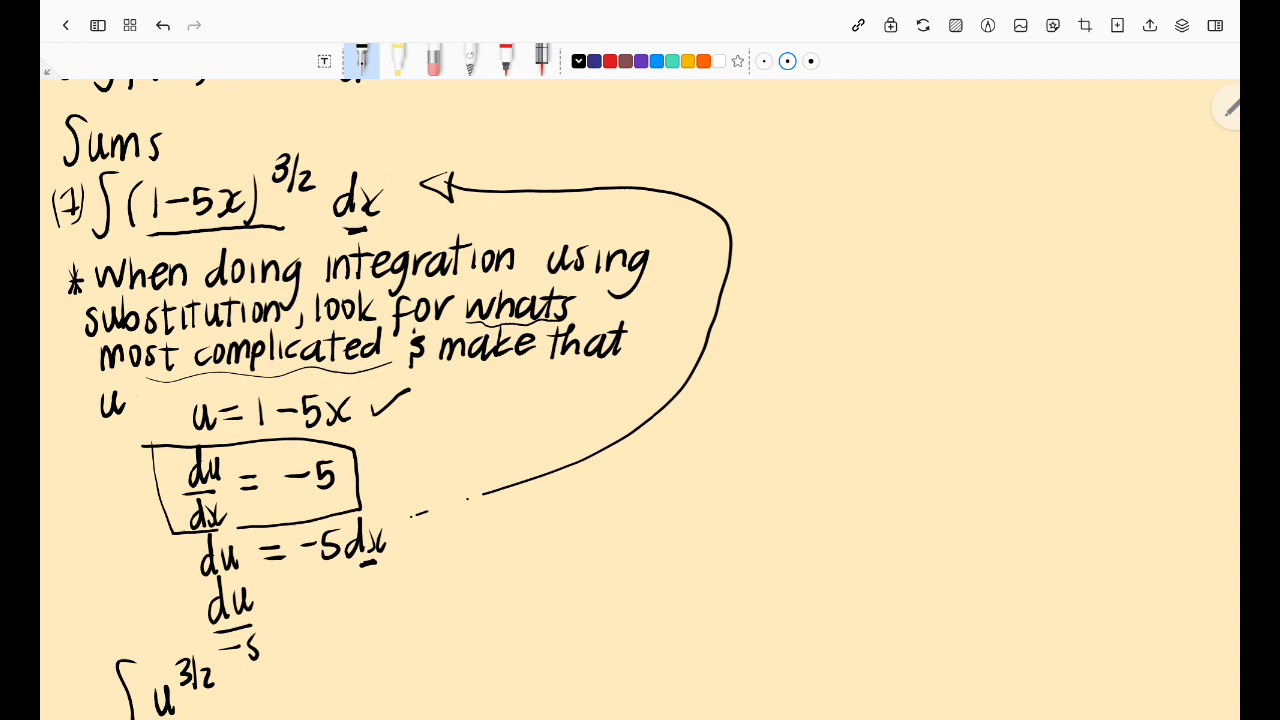 Sums
(7) ∫ (1-5x)^3/2 dx
* When doing integration using
substitution, look for whats
most complicated & make that
u
u = 1-5x ✓
du/dx = -5
du = -5dx
du/-5
∫ u^3/2